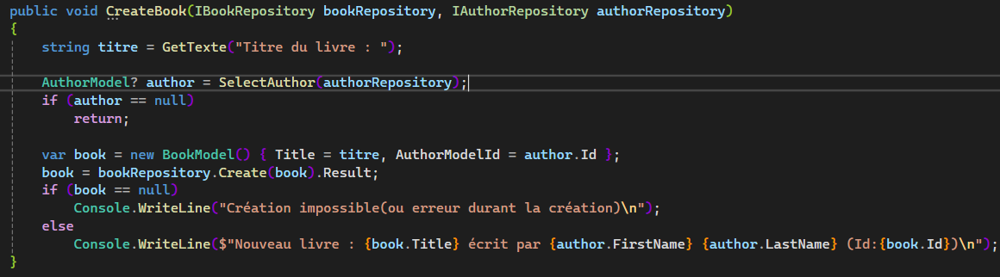 public void CreateBook(IBookRepository bookRepository, IAuthorRepository authorRepository)
{
string titre = GetTexte("Titre du livre : ");
AuthorModel? author = SelectAuthor(authorRepository);
if (author == null)
return;
var book = new BookModel() { Title = titre, AuthorModelId = author.Id };
book = bookRepository.Create(book).Result;
if (book == null)
Console.WriteLine("Création impossible(ou erreur durant la création)\n");
else
Console.WriteLine($"Nouveau livre : {book.Title} écrit par {author.FirstName} {author.LastName} (Id:{book.Id})\n");
}